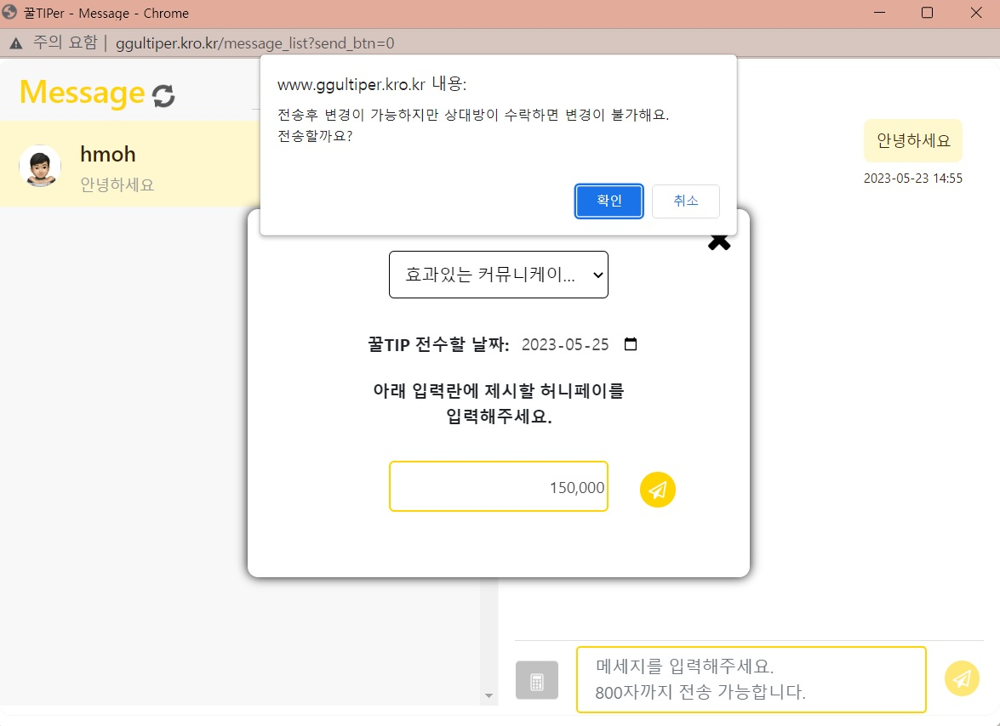 꿀TIPer - Message - Chrome
주의 요함 | ggultiper.kro.kr/message_list?send_btn=0
www.ggultiper.kro.kr 내용:
전송후 변경이 가능하지만 상대방이 수락하면 변경이 불가해요.
전송할까요?
확인 취소
Message
hmoh
안녕하세요
안녕하세요
2023-05-23 14:55
효과있는 커뮤니케이...
꿀TIP 전수할 날짜: 2023-05-25
아래 입력란에 제시할 허니페이를
입력해주세요.
150,000
메세지를 입력해주세요.
800자까지 전송 가능합니다.